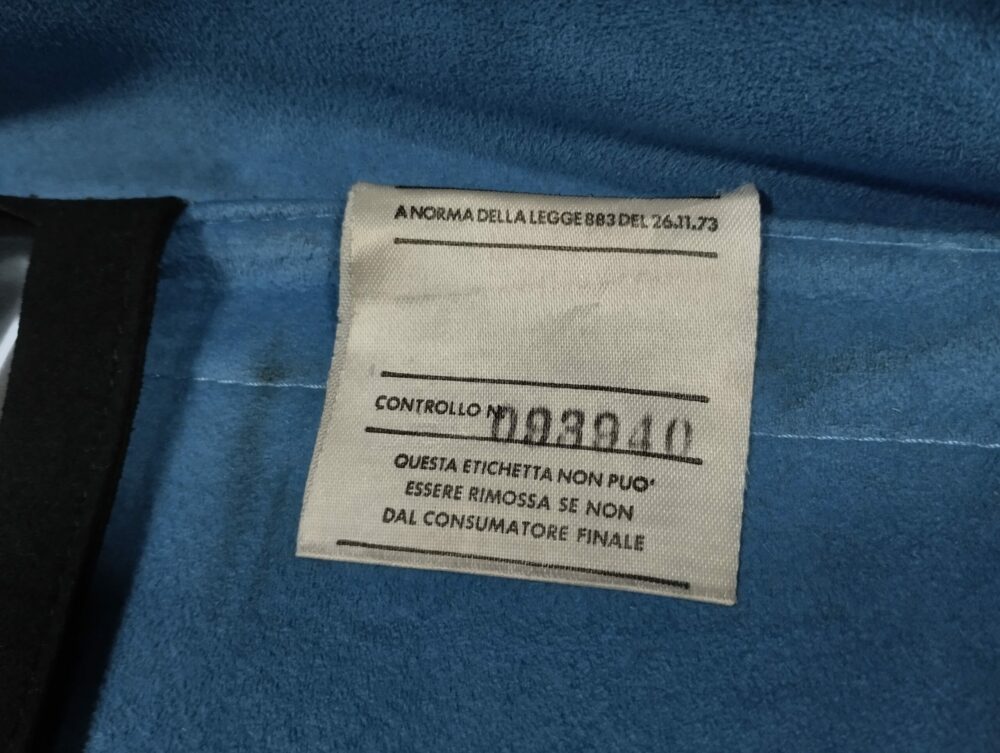 A NORMA DELLA LEGGE 883 DEL 26.11.73
CONTROLLO N° 093940
QUESTA ETICHETTA NON PUO'
ESSERE RIMOSSA SE NON
DAL CONSUMATORE FINALE